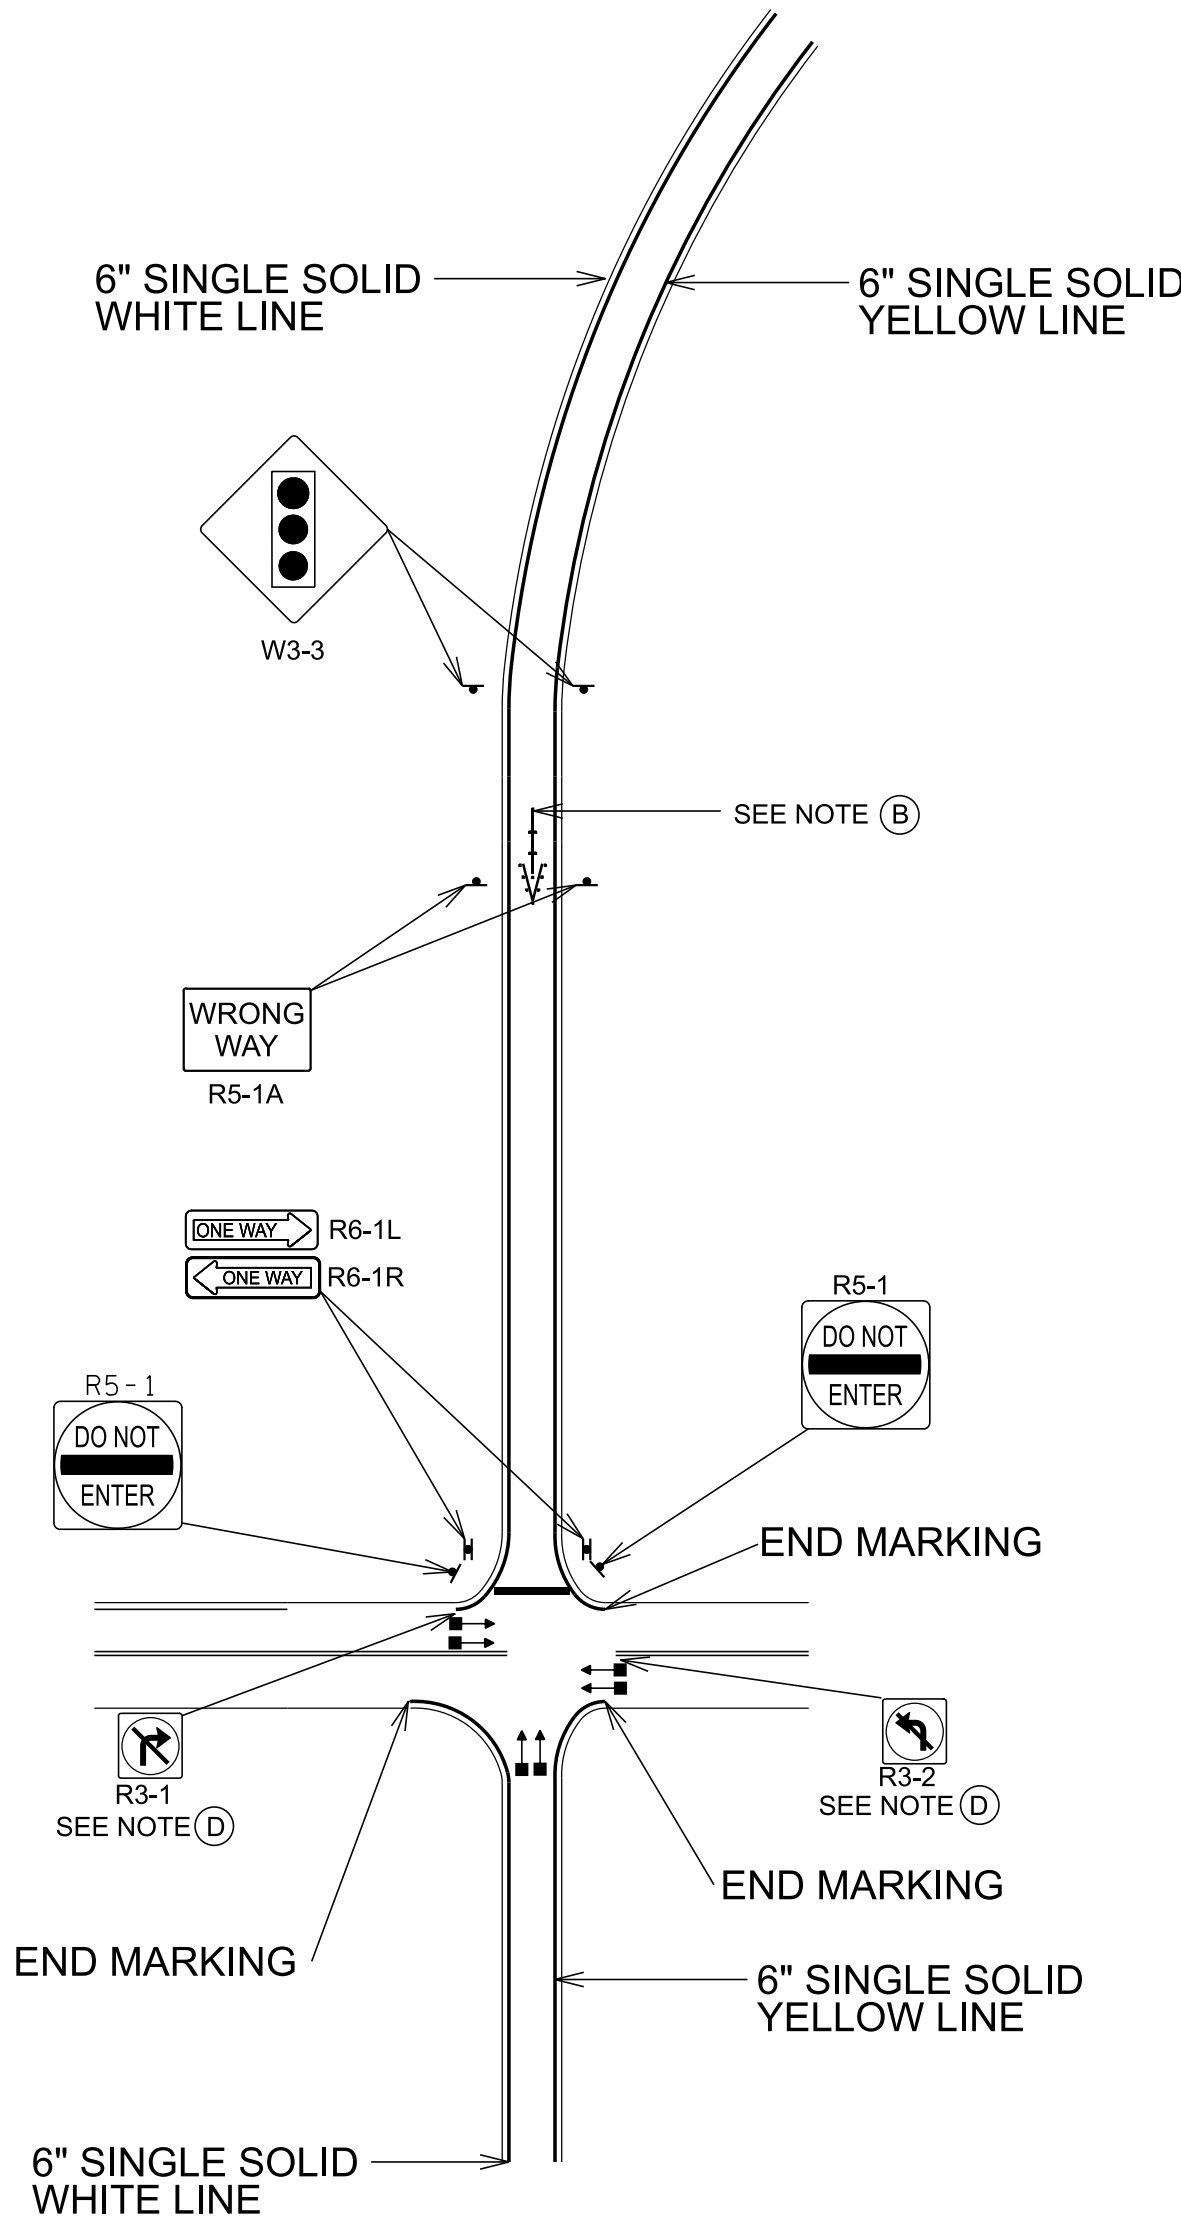 6" SINGLE SOLID
WHITE LINE
6" SINGLE SOLID
YELLOW LINE
W3-3
SEE NOTE B
WRONG
WAY
R5-1A
ONE WAY R6-1L
ONE WAY R6-1R
R5-1
DO NOT
ENTER
R5-1
DO NOT
ENTER
END MARKING
R3-1
SEE NOTE D
R3-2
SEE NOTE D
END MARKING
END MARKING
6" SINGLE SOLID
YELLOW LINE
6" SINGLE SOLID
WHITE LINE